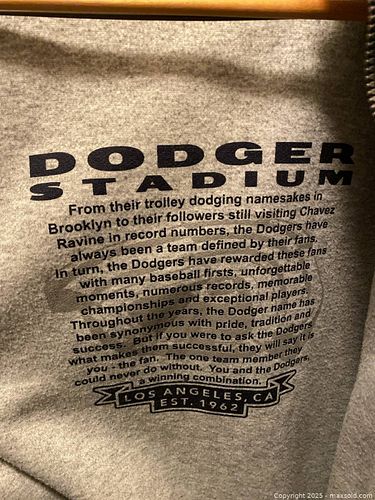 DODGER
STADIUM
From their trolley dodging namesakes in
Brooklyn to their followers still visiting Chavez
Ravine in record numbers, the Dodgers have
always been a team defined by their fans.
In turn, the Dodgers have rewarded these fans
with many baseball firsts, unforgettable
moments, numerous records, memorable
championships and exceptional players.
Throughout the years, the Dodger name has
been synonymous with pride, tradition and
success. But if you were to ask the Dodgers
what makes them successful, they will say it is
you - the fan. The one team member they
could never do without. You and the Dodgers,
a winning combination.
LOS ANGELES, CA
EST. 1962
Copyright 2025 - maxsold.com